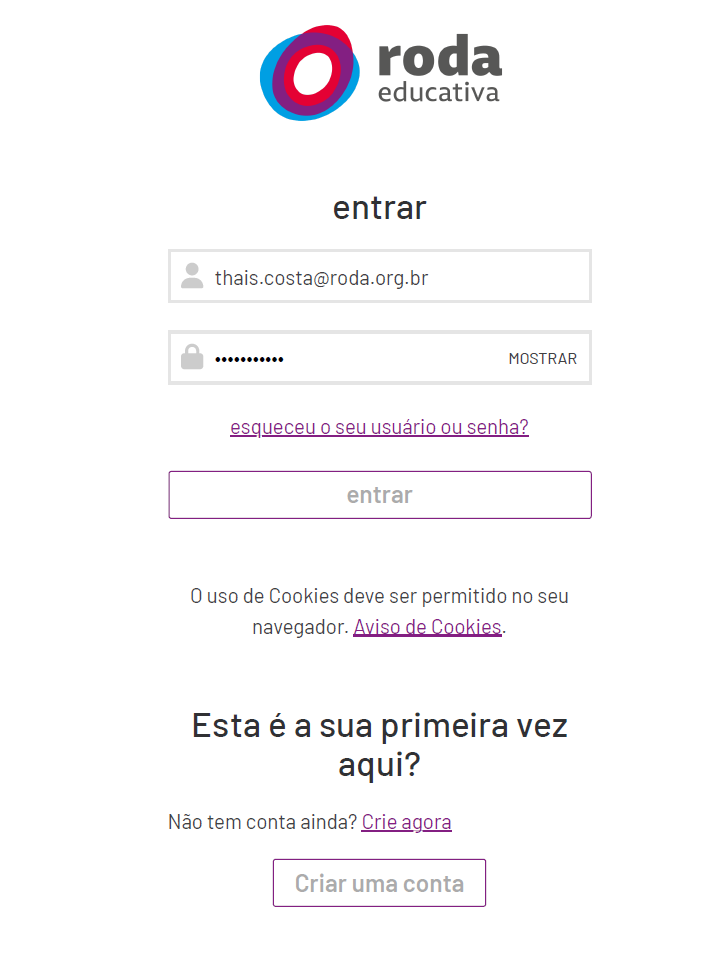 roda
educativa
entrar
thais.costa@roda.org.br
••••••••••• MOSTRAR
esqueceu o seu usuário ou senha?
entrar
O uso de Cookies deve ser permitido no seu
navegador. Aviso de Cookies.
Esta é a sua primeira vez
aqui?
Não tem conta ainda? Crie agora
Criar uma conta